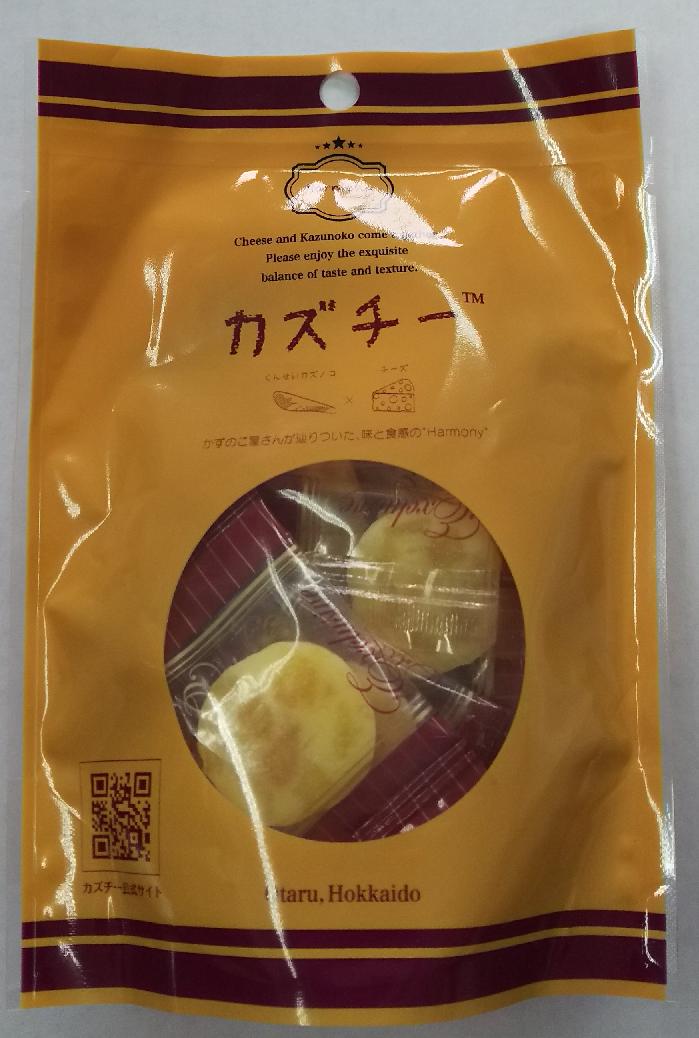 Cheese and Kazunoko come
Please enjoy the exquisite
balance of taste and texture.
カズチー™
くんせいカズノコ × チーズ
かずのこ屋さんが辿りついた、味と食感の"Harmony"
Exclusive
カズチー公式サイト
Otaru, Hokkaido